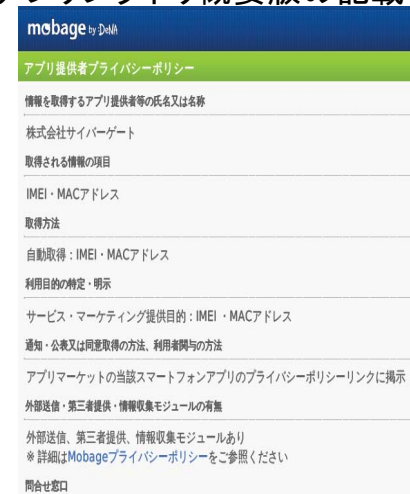 mobage by DeNA
アプリ提供者プライバシーポリシー
情報を取得するアプリ提供者等の氏名又は名称
株式会社サイバーゲート
取得される情報の項目
IMEI・MACアドレス
取得方法
自動取得：IMEI・MACアドレス
利用目的の特定・明示
サービス・マーケティング提供目的：IMEI ・MACアドレス
通知・公表又は同意取得の方法、利用者関与の方法
アプリマーケットの当該スマートフォンアプリのプライバシーポリシーリンクに掲示
外部送信・第三者提供・情報収集モジュールの有無
外部送信、第三者提供、情報収集モジュールあり
※ 詳細はMobageプライバシーポリシーをご参照ください
問合せ窓口